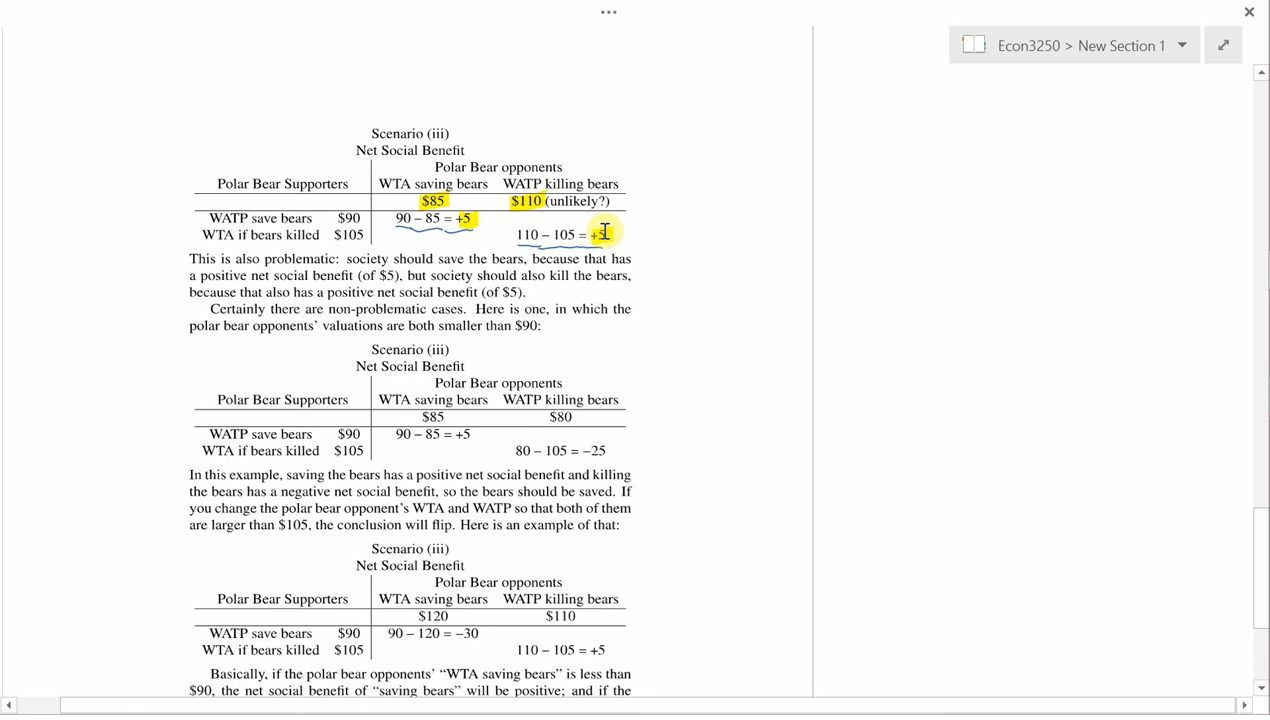 Econ3250 > New Section 1
Scenario (iii)
Net Social Benefit
Polar Bear opponents
Polar Bear Supporters WTA saving bears WATP killing bears
$85 $110 (unlikely?)
WATP save bears $90 90 – 85 = +5
WTA if bears killed $105 110 – 105 = +5
This is also problematic: society should save the bears, because that has
a positive net social benefit (of $5), but society should also kill the bears,
because that also has a positive net social benefit (of $5).
Certainly there are non-problematic cases. Here is one, in which the
polar bear opponents’ valuations are both smaller than $90:
Scenario (iii)
Net Social Benefit
Polar Bear opponents
Polar Bear Supporters WTA saving bears WATP killing bears
$85 $80
WATP save bears $90 90 – 85 = +5
WTA if bears killed $105 80 – 105 = –25
In this example, saving the bears has a positive net social benefit and killing
the bears has a negative net social benefit, so the bears should be saved. If
you change the polar bear opponent’s WTA and WATP so that both of them
are larger than $105, the conclusion will flip. Here is an example of that:
Scenario (iii)
Net Social Benefit
Polar Bear opponents
Polar Bear Supporters WTA saving bears WATP killing bears
$120 $110
WATP save bears $90 90 – 120 = –30
WTA if bears killed $105 110 – 105 = +5
Basically, if the polar bear opponents’ “WTA saving bears” is less than
$90, the net social benefit of “saving bears” will be positive; and if the